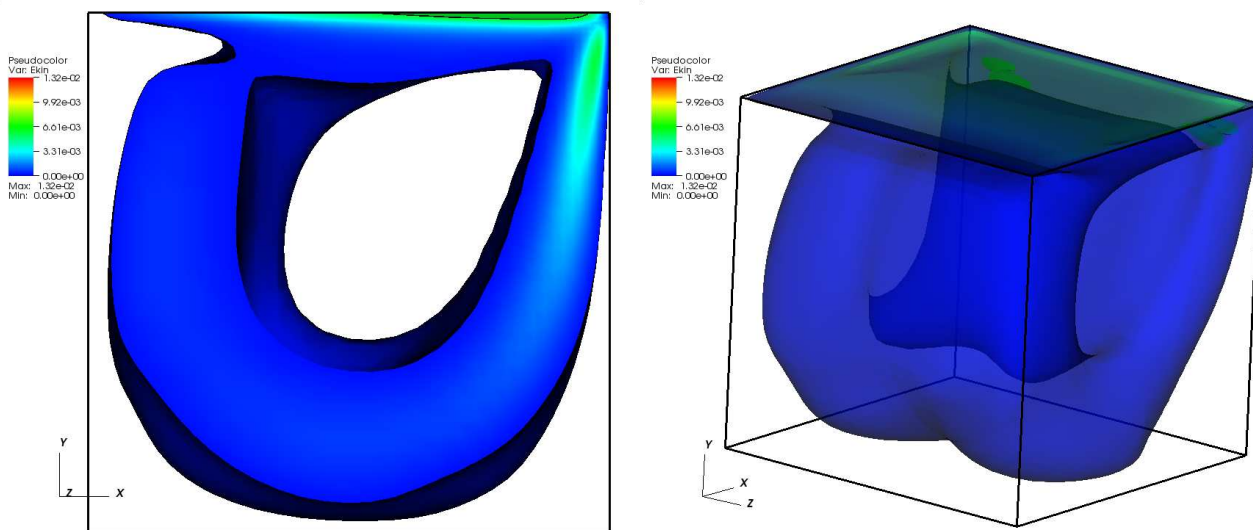 Pseudocolor
Var: Ekin
1.32e-02
9.92e-03
6.61e-03
3.31e-03
0.00e+00
Max: 1.32e-02
Min: 0.00e+00
Y
Z X
Pseudocolor
Var: Ekin
1.32e-02
9.92e-03
6.61e-03
3.31e-03
0.00e+00
Max: 1.32e-02
Min: 0.00e+00
Y
X
Z